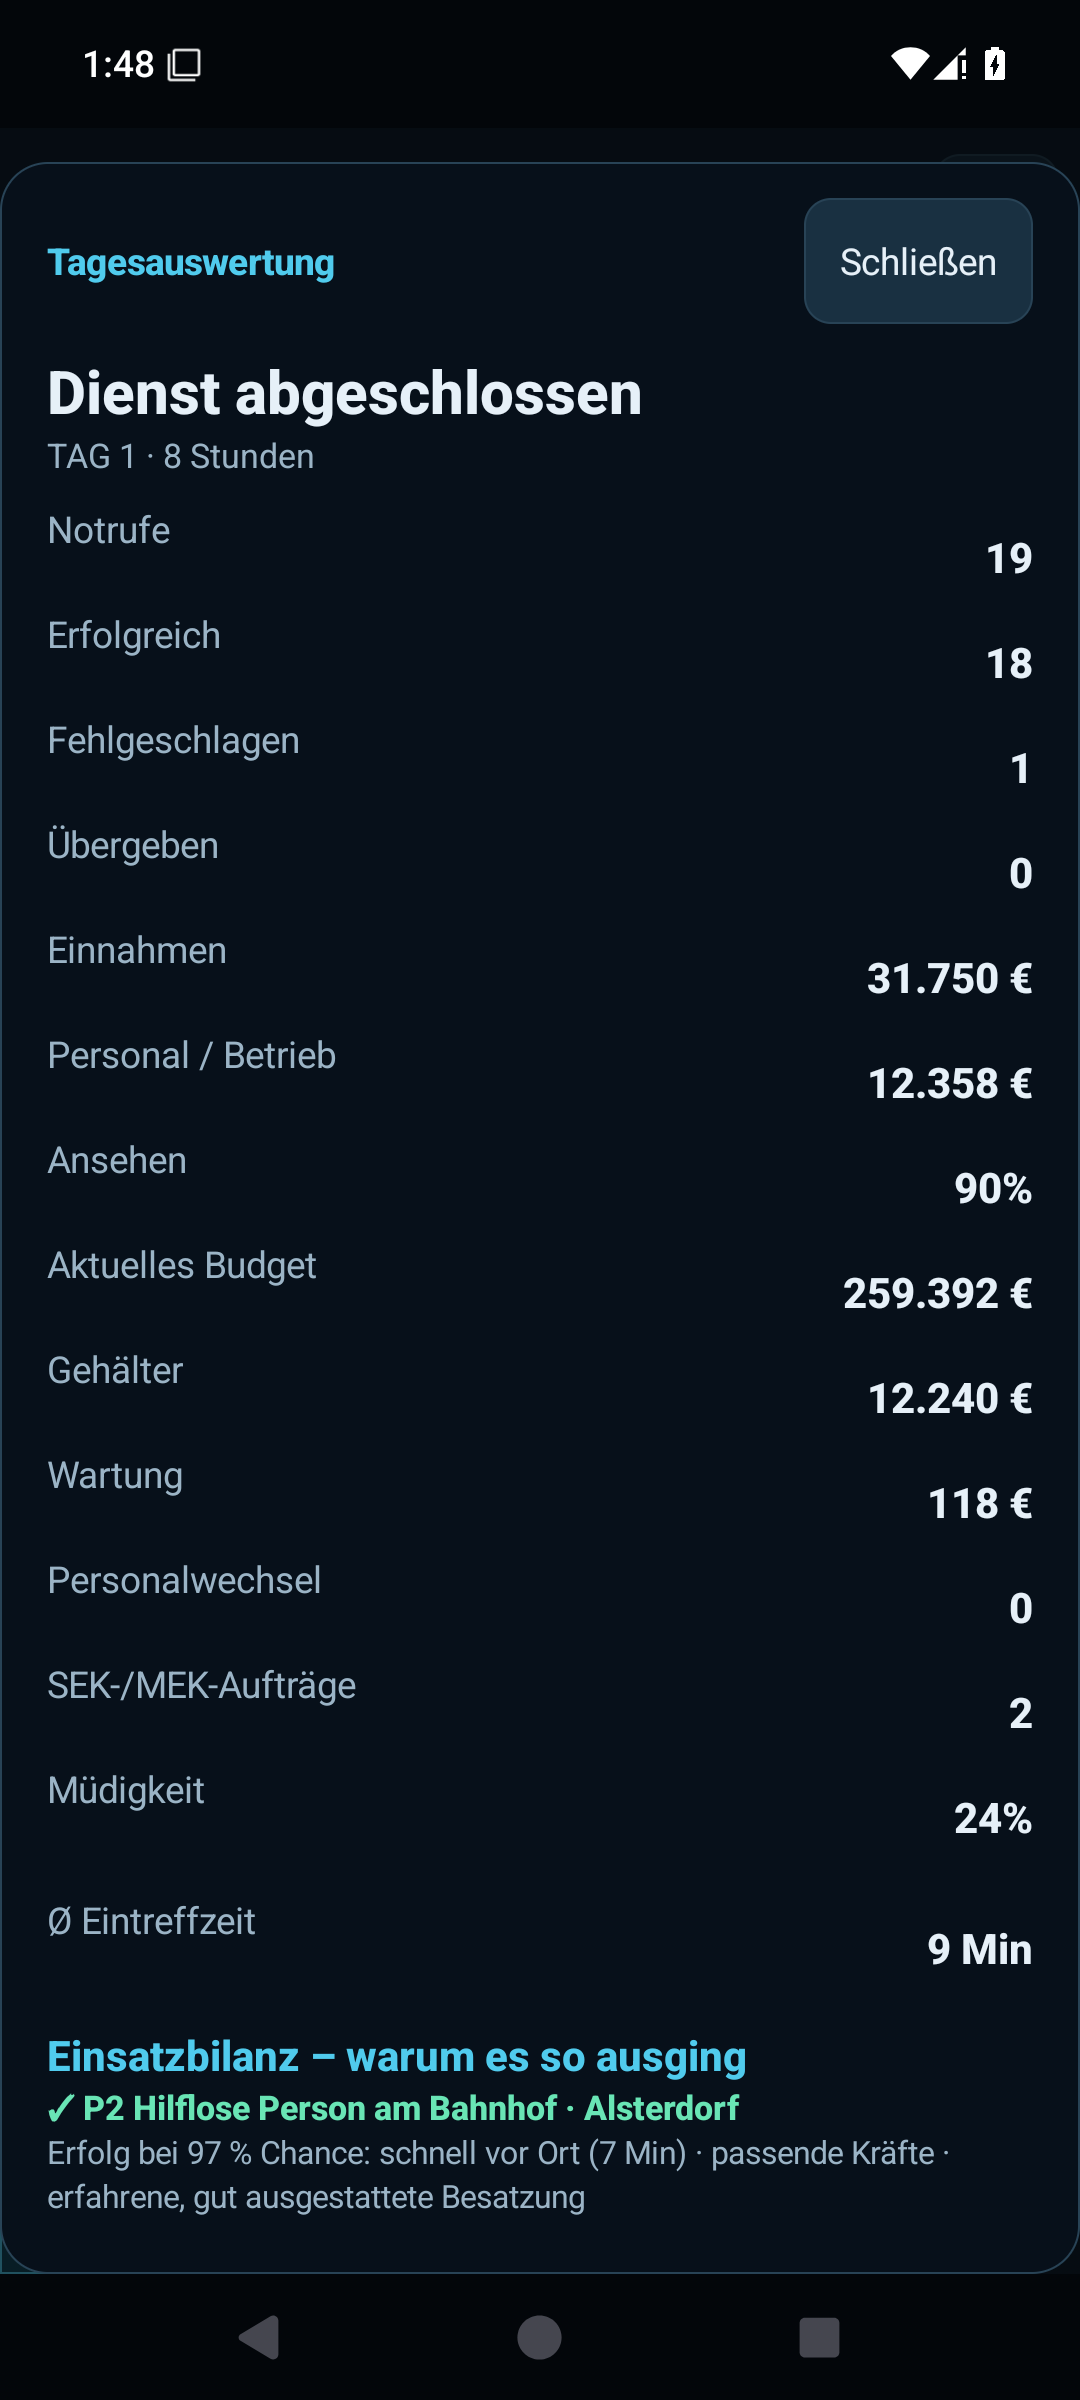 1:48
Tagesauswertung
Schließen
Dienst abgeschlossen
TAG 1 · 8 Stunden
Notrufe
19
Erfolgreich
18
Fehlgeschlagen
1
Übergeben
0
Einnahmen
31.750 €
Personal / Betrieb
12.358 €
Ansehen
90%
Aktuelles Budget
259.392 €
Gehälter
12.240 €
Wartung
118 €
Personalwechsel
0
SEK-/MEK-Aufträge
2
Müdigkeit
24%
Ø Eintreffzeit
9 Min
Einsatzbilanz – warum es so ausging
✓ P2 Hilflose Person am Bahnhof · Alsterdorf
Erfolg bei 97 % Chance: schnell vor Ort (7 Min) · passende Kräfte ·
erfahrene, gut ausgestattete Besatzung